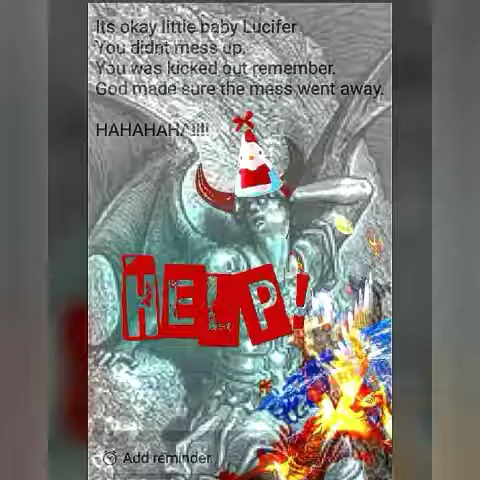 Its okay little baby Lucifer
You didnt mess up,
You was kicked out remember.
God made sure the mess went away.
HAHAHAHA!!!!
HELP!
Add reminder